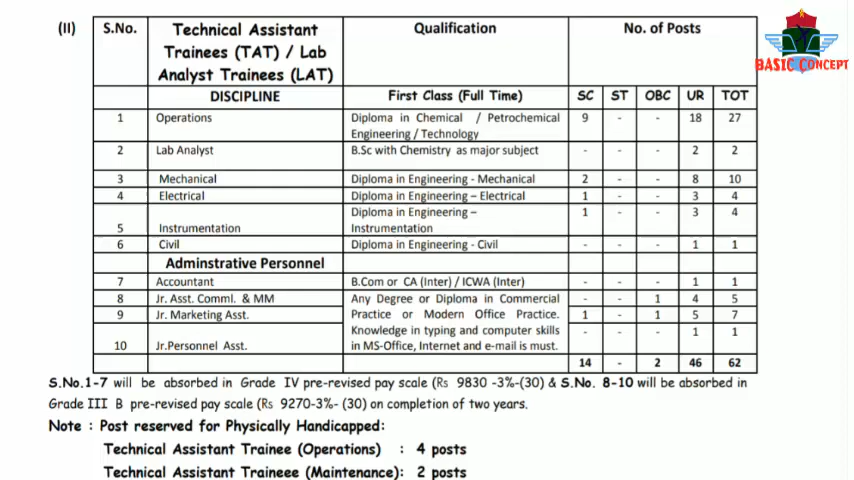 BASIC CONCEPT
(II) S.No. Technical Assistant Trainees (TAT) / Lab Analyst Trainees (LAT) Qualification No. of Posts
DISCIPLINE First Class (Full Time) SC ST OBC UR TOT
1 Operations Diploma in Chemical / Petrochemical Engineering / Technology 9 - - 18 27
2 Lab Analyst B.Sc with Chemistry as major subject - - - 2 2
3 Mechanical Diploma in Engineering - Mechanical 2 - - 8 10
4 Electrical Diploma in Engineering – Electrical 1 - - 3 4
5 Instrumentation Diploma in Engineering – Instrumentation 1 - - 3 4
6 Civil Diploma in Engineering - Civil - - - 1 1
Adminstrative Personnel
7 Accountant B.Com or CA (Inter) / ICWA (Inter) - - - 1 1
8 Jr. Asst. Comml. & MM Any Degree or Diploma in Commercial - - 1 4 5
9 Jr. Marketing Asst. Practice or Modern Office Practice. 1 - 1 5 7
Knowledge in typing and computer skills - - - 1 1
10 Jr.Personnel Asst. in MS-Office, Internet and e-mail is must.
14 - 2 46 62
S.No.1-7 will be absorbed in Grade IV pre-revised pay scale (Rs 9830 -3%-(30) & S.No. 8-10 will be absorbed in
Grade III B pre-revised pay scale (Rs 9270-3%- (30) on completion of two years.
Note : Post reserved for Physically Handicapped:
Technical Assistant Trainee (Operations) : 4 posts
Technical Assistant Traineee (Maintenance): 2 posts